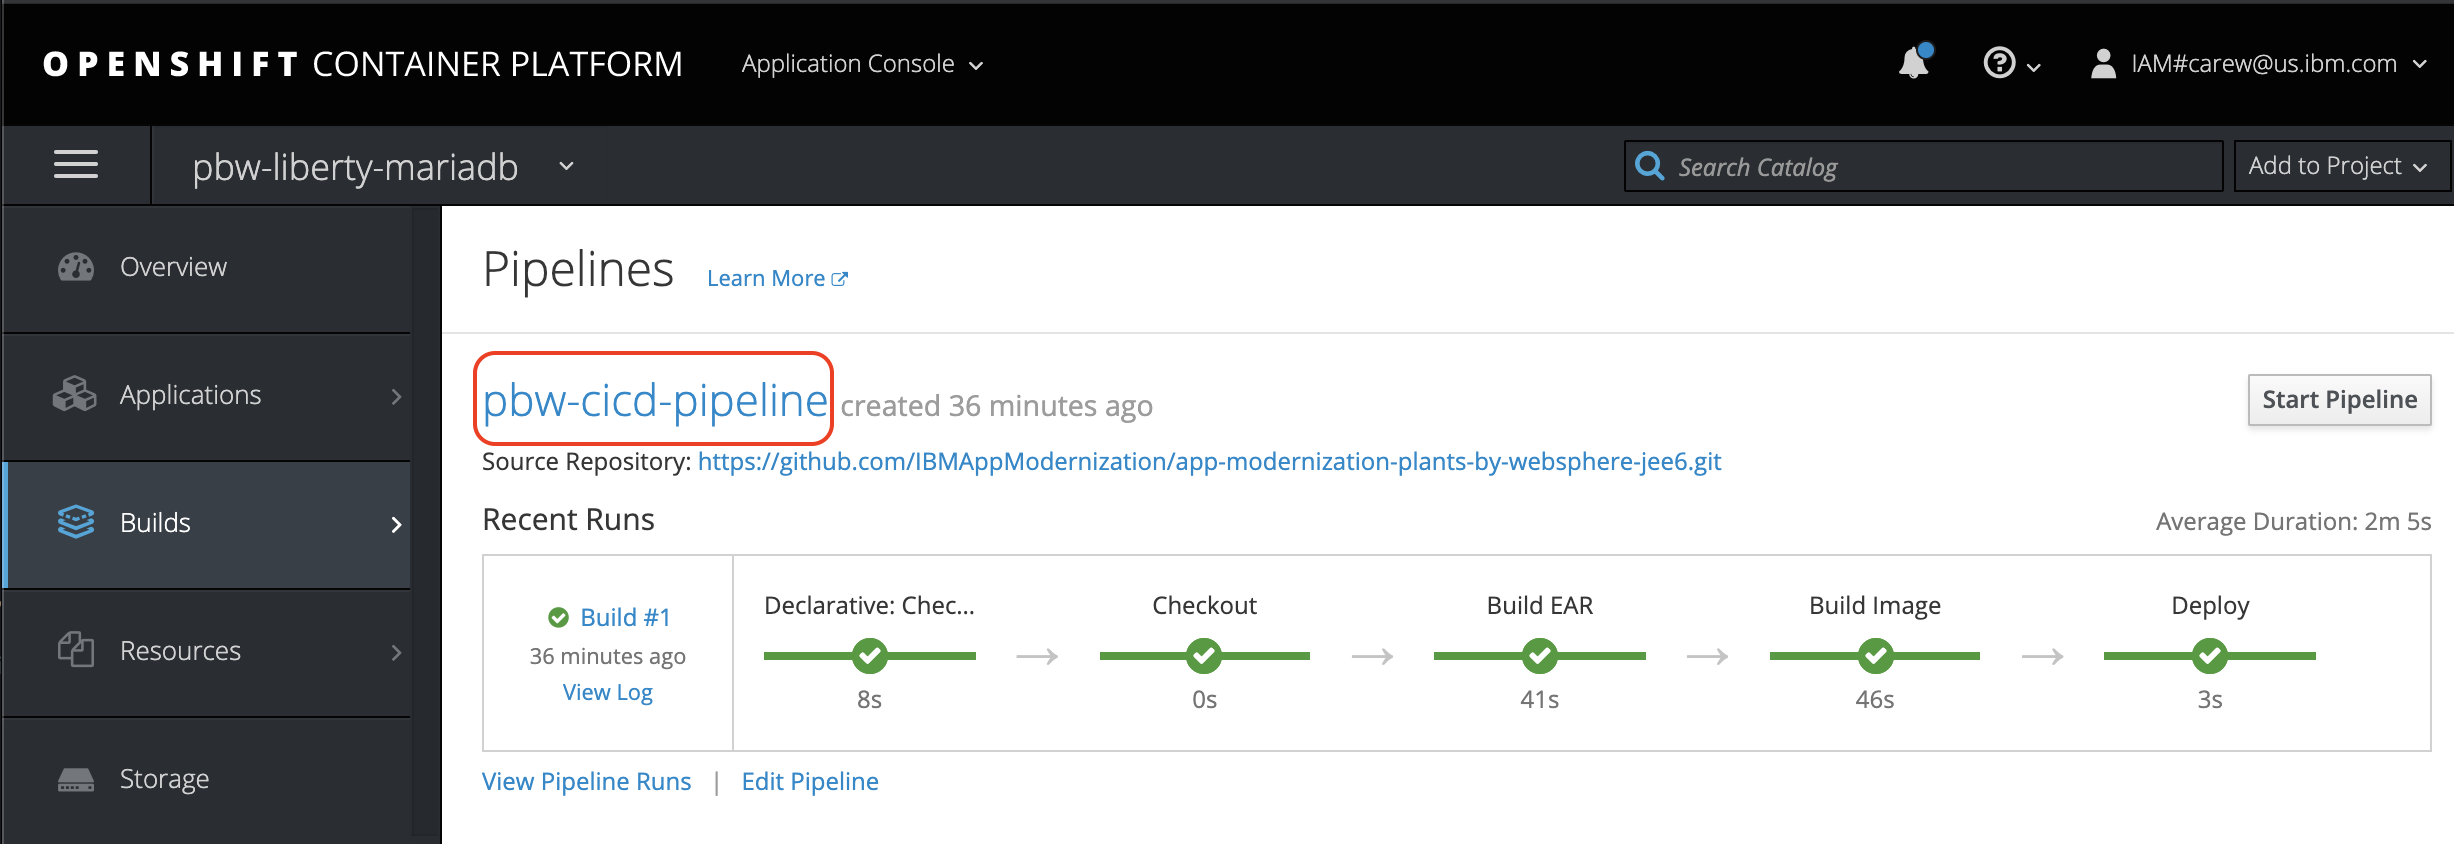 OPENSHIFT CONTAINER PLATFORM Application Console IAM#carew@us.ibm.com
pbw-liberty-mariadb Search Catalog Add to Project
Overview
Applications
Builds
Resources
Storage
Pipelines Learn More
pbw-cicd-pipeline created 36 minutes ago Start Pipeline
Source Repository: https://github.com/IBMAppModernization/app-modernization-plants-by-websphere-jee6.git
Recent Runs Average Duration: 2m 5s
Build #1
36 minutes ago
View Log
Declarative: Chec... Checkout Build EAR Build Image Deploy
8s 0s 41s 46s 3s
View Pipeline Runs | Edit Pipeline